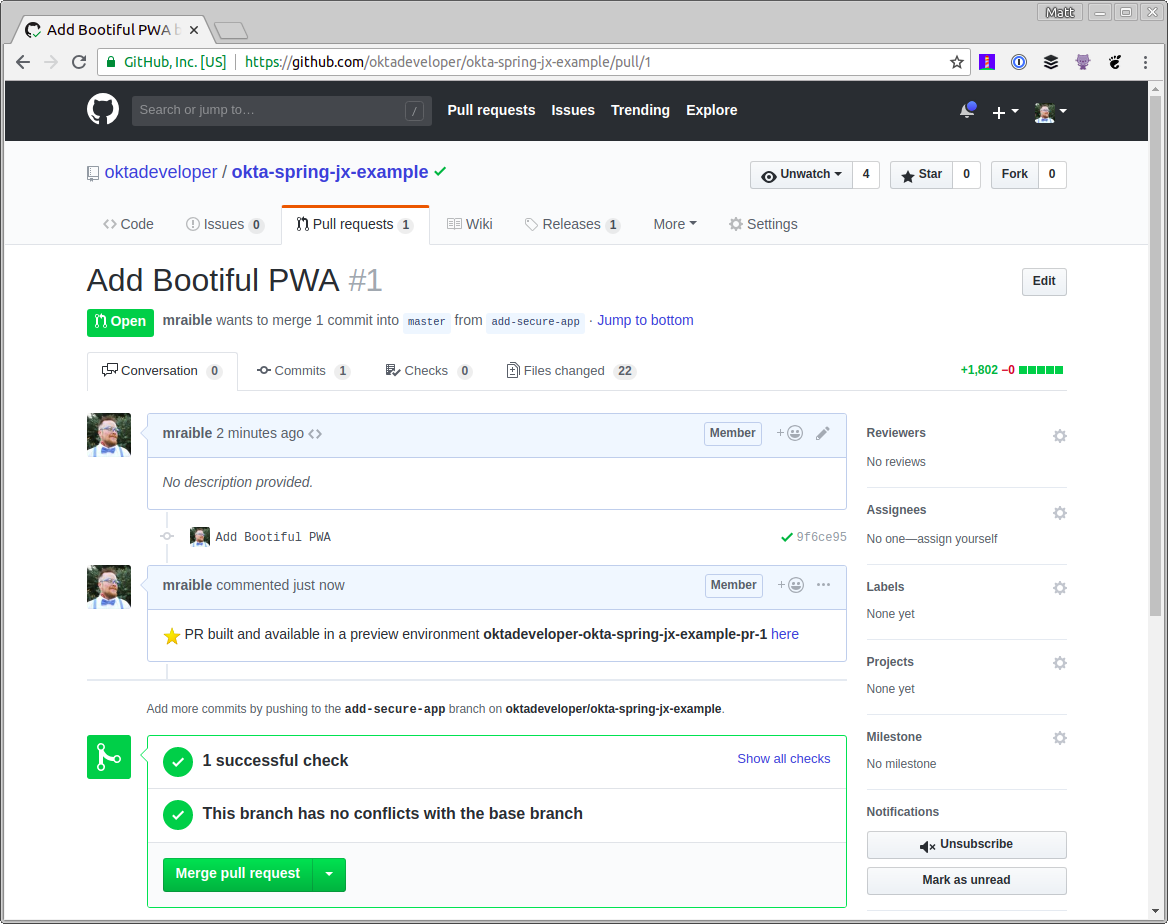 Matt
Add Bootiful PWA
GitHub, Inc. [US] https://github.com/oktadeveloper/okta-spring-jx-example/pull/1
Search or jump to… / Pull requests Issues Trending Explore
oktadeveloper / okta-spring-jx-example Unwatch 4 Star 0 Fork 0
Code Issues 0 Pull requests 1 Wiki Releases 1 More Settings
Add Bootiful PWA #1 Edit
Open mraible wants to merge 1 commit into master from add-secure-app · Jump to bottom
Conversation 0 Commits 1 Checks 0 Files changed 22 +1,802 −0
mraible 2 minutes ago Member
No description provided.
Add Bootiful PWA 9f6ce95
mraible commented just now Member
PR built and available in a preview environment oktadeveloper-okta-spring-jx-example-pr-1 here
Add more commits by pushing to the add-secure-app branch on oktadeveloper/okta-spring-jx-example.
1 successful check Show all checks
This branch has no conflicts with the base branch
Merge pull request
Reviewers
No reviews
Assignees
No one—assign yourself
Labels
None yet
Projects
None yet
Milestone
No milestone
Notifications
Unsubscribe
Mark as unread